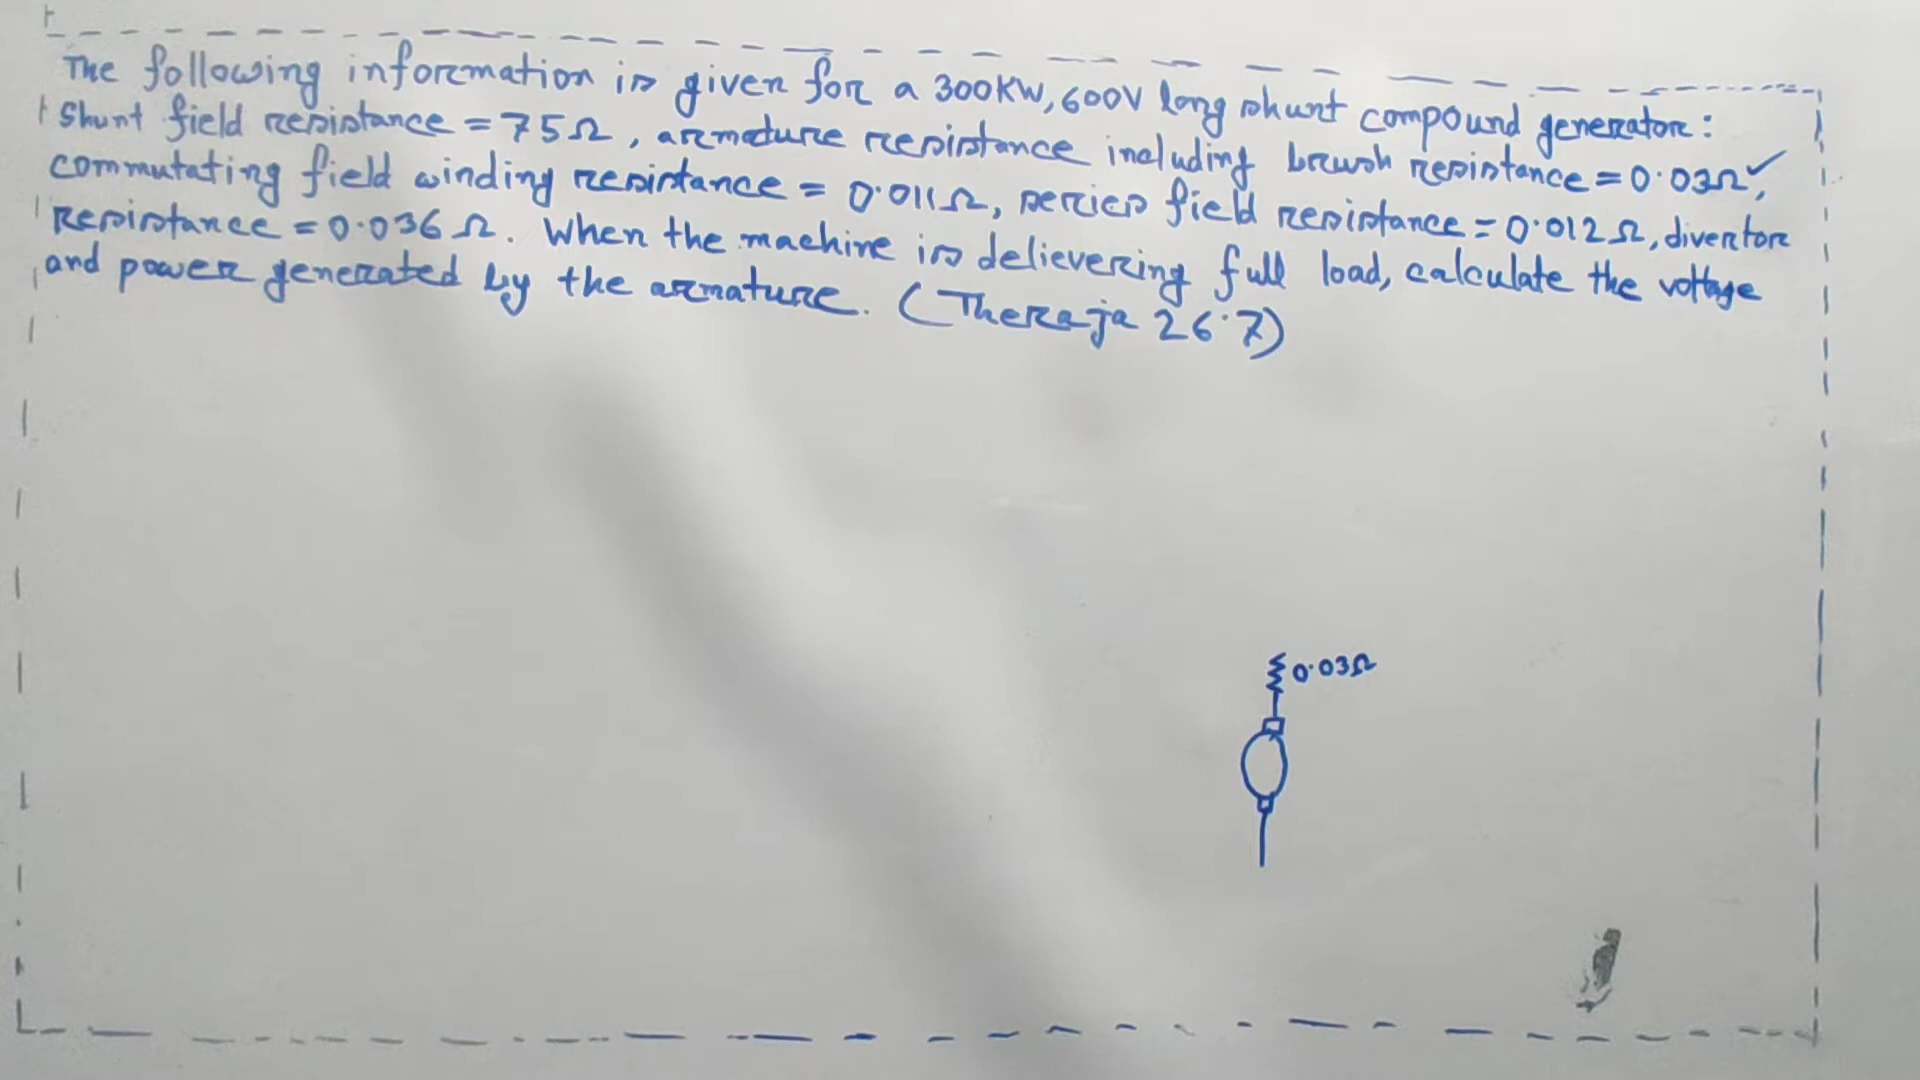 The following information is given for a 300KW, 600V long shunt compound generator:
Shunt field resistance = 75Ω, armature resistance including brush resistance = 0.03Ω✓,
commutating field winding resistance = 0.011Ω, series field resistance = 0.012Ω, divertor
Resistance = 0.036Ω. When the machine is delievering full load, calculate the voltage
and power generated by the armature. (Theraja 26.7)
0.03Ω